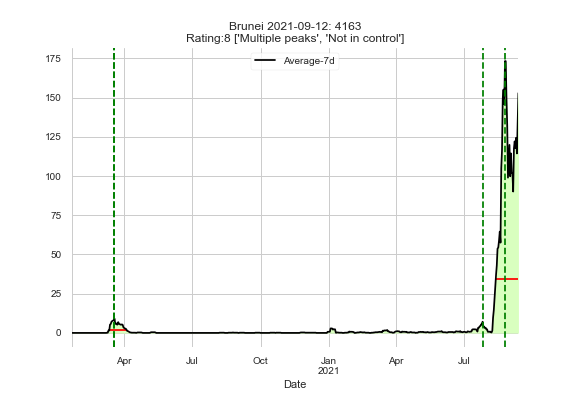 Brunei 2021-09-12: 4163
Rating:8 ['Multiple peaks', 'Not in control']
Average-7d
175
150
125
100
75
50
25
0
Apr Jul Oct Jan Apr Jul
2021
Date